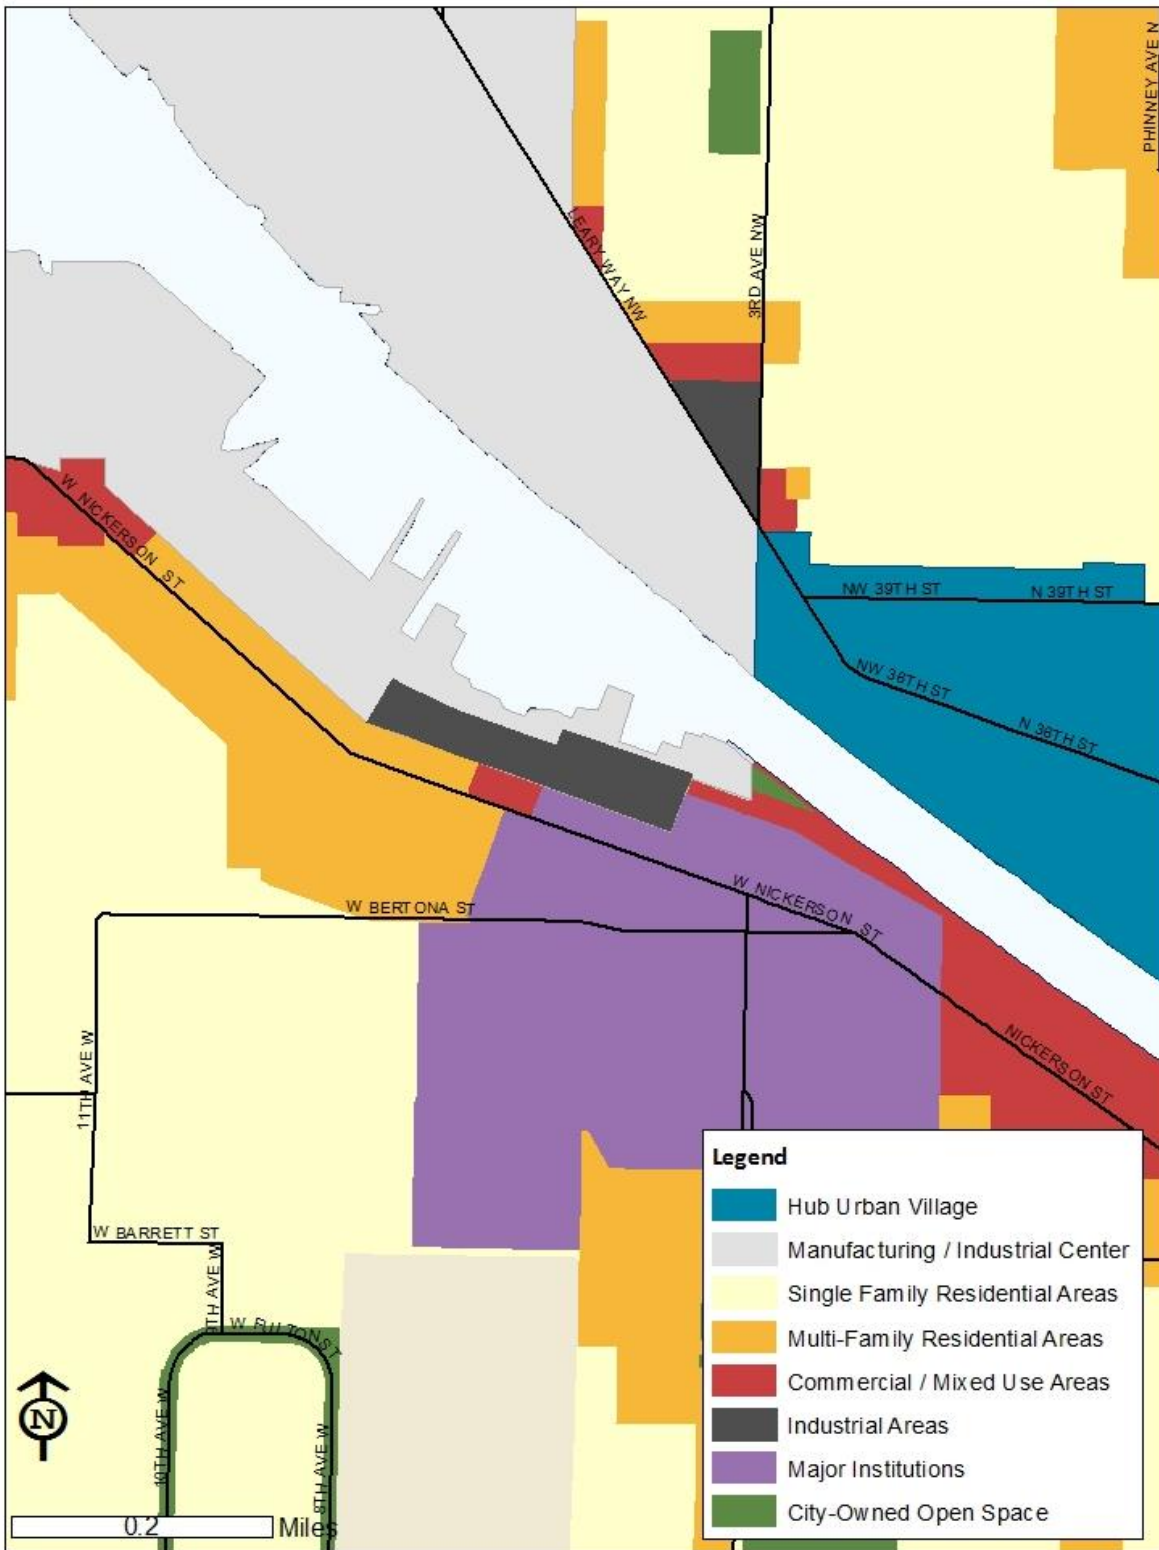 PHINNEY AVE N
LEARY WAY NW
3RD AVE NW
W NICKERSON ST
NW 39TH ST
N 39TH ST
NW 36TH ST
N 36TH ST
W BERTONA ST
W NICKERSON ST
NICKERSON ST
11TH AVE W
W BARRETT ST
9TH AVE W
W FULTON ST
10TH AVE W
8TH AVE W
N
0.2 Miles
Legend
Hub Urban Village
Manufacturing / Industrial Center
Single Family Residential Areas
Multi-Family Residential Areas
Commercial / Mixed Use Areas
Industrial Areas
Major Institutions
City-Owned Open Space